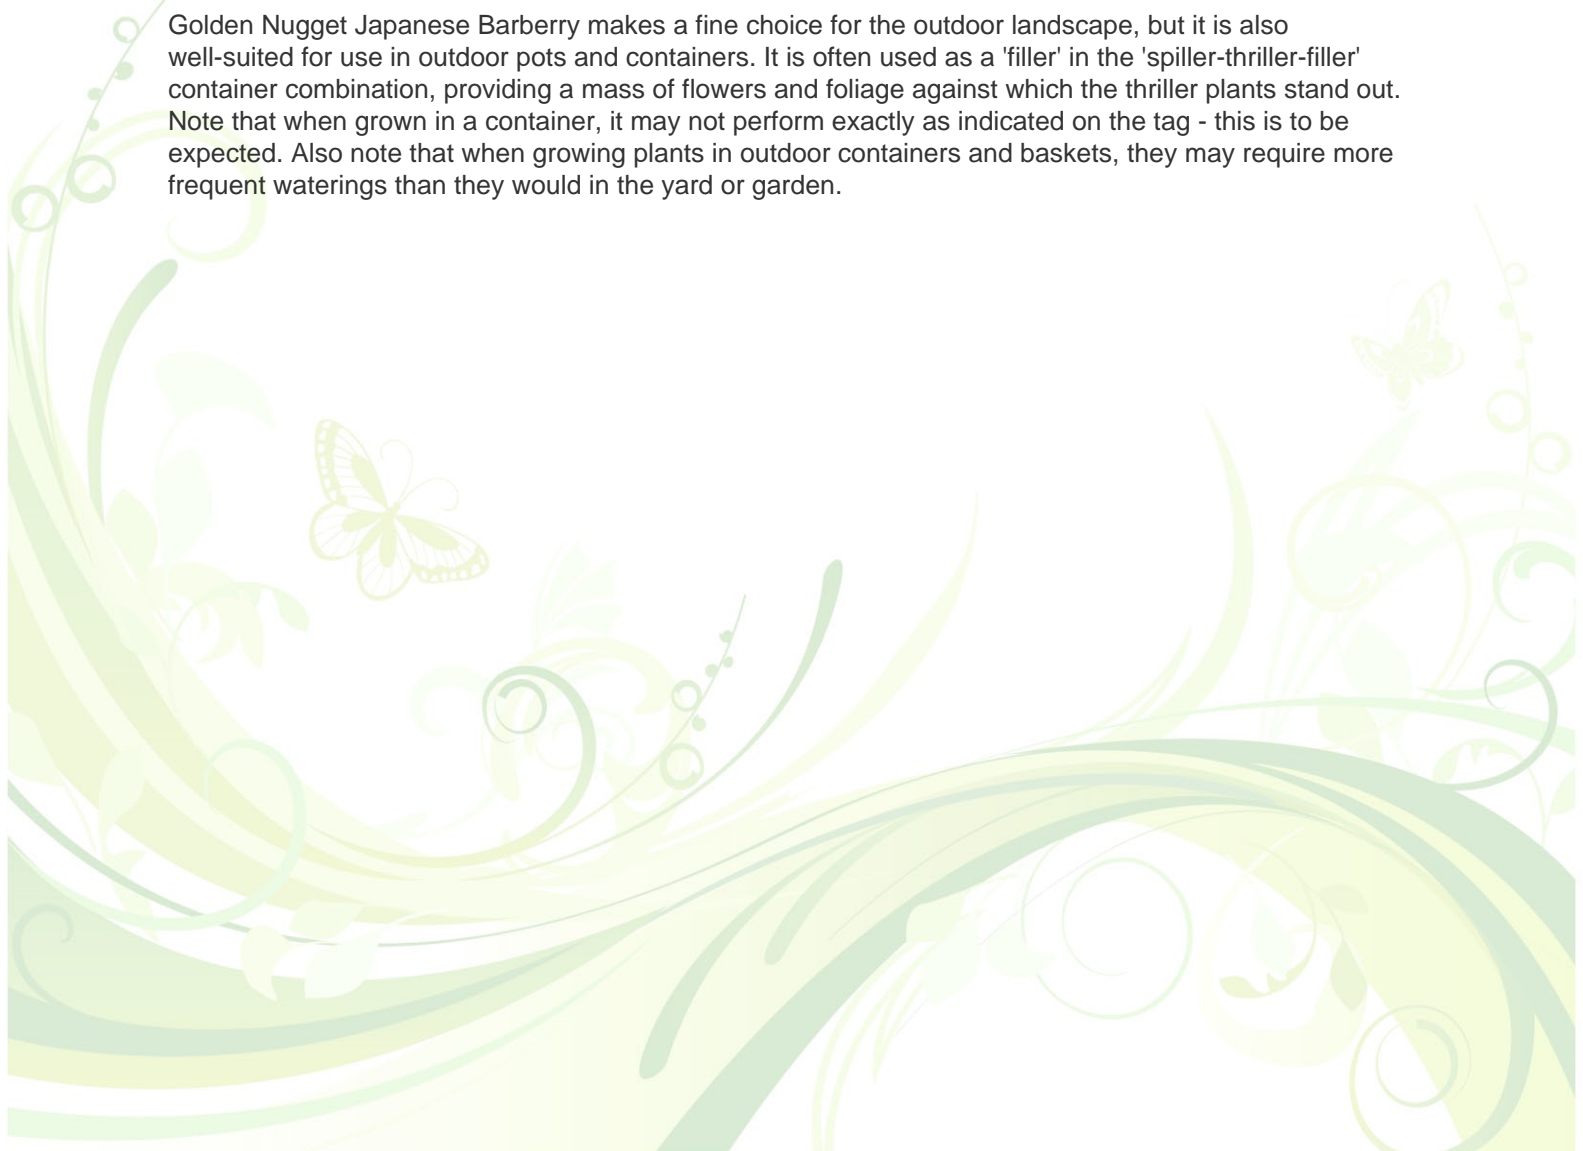 Golden Nugget Japanese Barberry makes a fine choice for the outdoor landscape, but it is also
well-suited for use in outdoor pots and containers. It is often used as a 'filler' in the 'spiller-thriller-filler'
container combination, providing a mass of flowers and foliage against which the thriller plants stand out.
Note that when grown in a container, it may not perform exactly as indicated on the tag - this is to be
expected. Also note that when growing plants in outdoor containers and baskets, they may require more
frequent waterings than they would in the yard or garden.